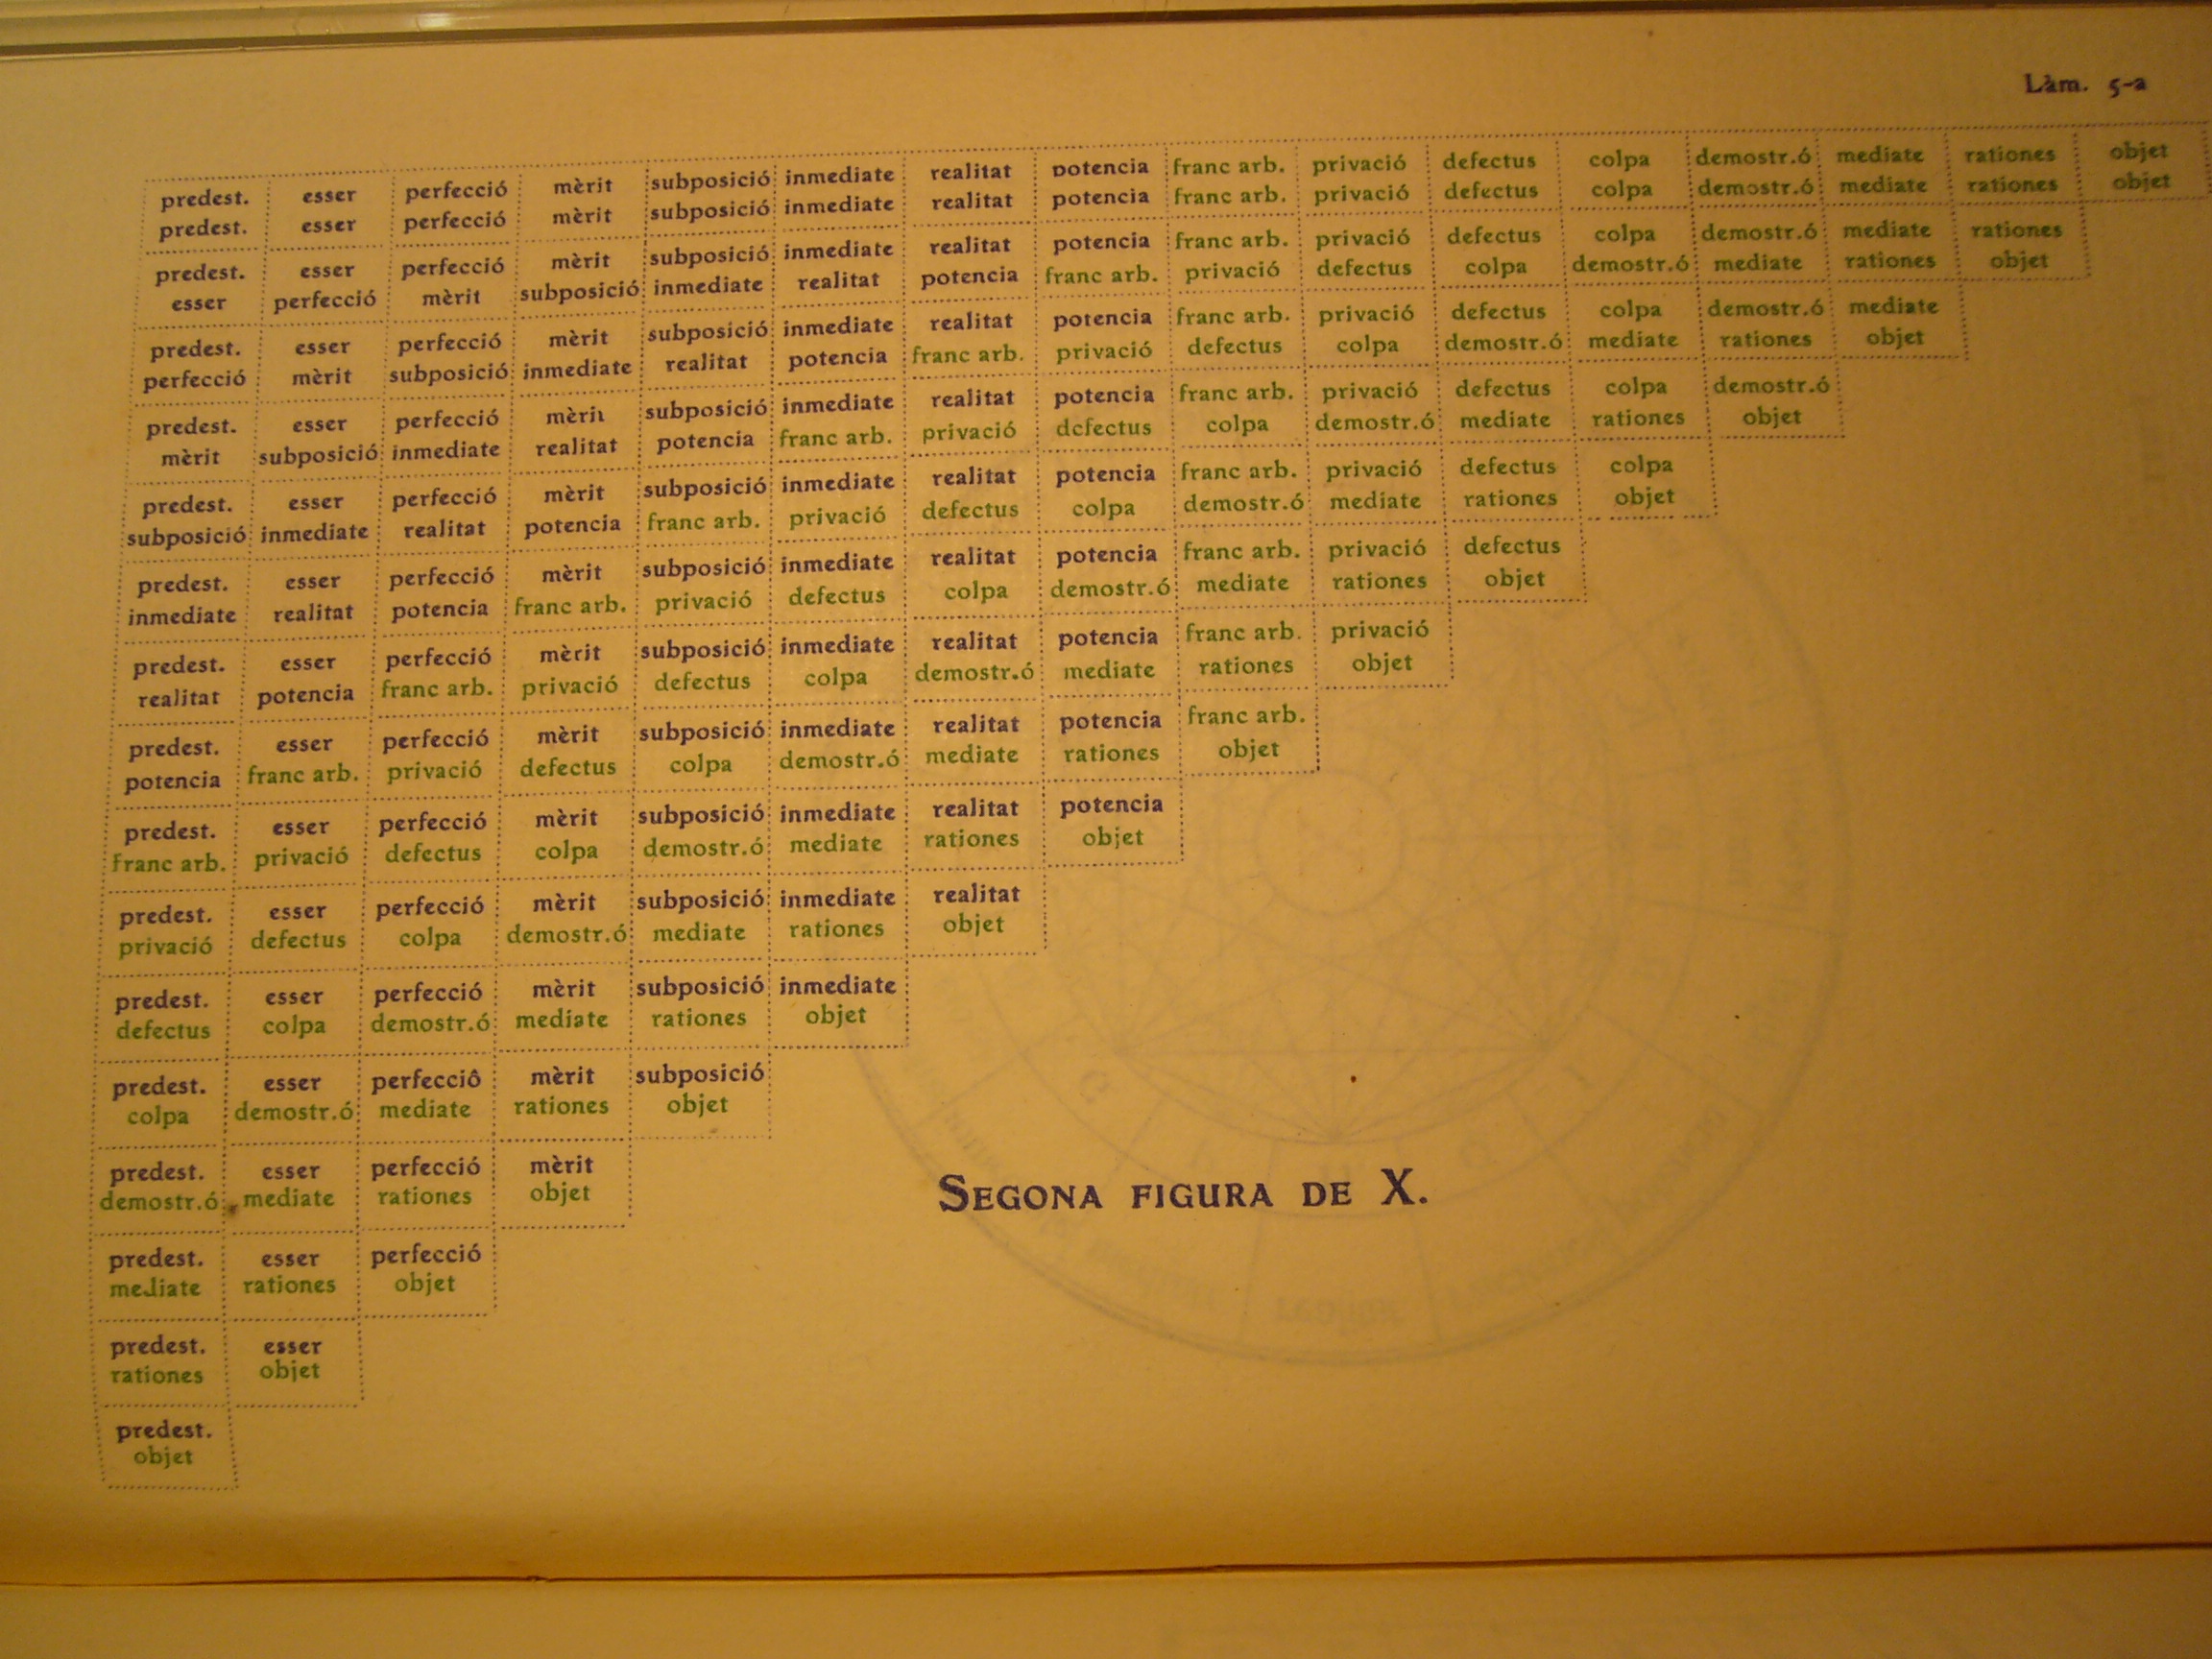 Làm. 5-a
predest. esser perfecció mèrit subposició inmediate realitat potencia franc arb. privació defectus colpa demostr.ó mediate rationes objet
predest. esser perfecció mèrit subposició inmediate realitat potencia franc arb. privació defectus colpa demostr.ó mediate rationes objet
predest. esser perfecció mèrit subposició inmediate realitat potencia franc arb. privació defectus colpa demostr.ó mediate rationes
esser perfecció mèrit subposició inmediate realitat potencia franc arb. privació defectus colpa demostr.ó mediate rationes objet
predest. esser perfecció mèrit subposició inmediate realitat potencia franc arb. privació defectus colpa demostr.ó mediate
perfecció mèrit subposició inmediate realitat potencia franc arb. privació defectus colpa demostr.ó mediate rationes objet
predest. esser perfecció mèrit subposició inmediate realitat potencia franc arb. privació defectus colpa demostr.ó
mèrit subposició inmediate realitat potencia franc arb. privació defectus colpa demostr.ó mediate rationes objet
predest. esser perfecció mèrit subposició inmediate realitat potencia franc arb. privació defectus colpa
subposició inmediate realitat potencia franc arb. privació defectus colpa demostr.ó mediate rationes objet
predest. esser perfecció mèrit subposició inmediate realitat potencia franc arb. privació defectus
inmediate realitat potencia franc arb. privació defectus colpa demostr.ó mediate rationes objet
predest. esser perfecció mèrit subposició inmediate realitat potencia franc arb. privació
realitat potencia franc arb. privació defectus colpa demostr.ó mediate rationes objet
predest. esser perfecció mèrit subposició inmediate realitat potencia franc arb.
potencia franc arb. privació defectus colpa demostr.ó mediate rationes objet
predest. esser perfecció mèrit subposició inmediate realitat potencia
franc arb. privació defectus colpa demostr.ó mediate rationes objet
predest. esser perfecció mèrit subposició inmediate realitat
privació defectus colpa demostr.ó mediate rationes objet
predest. esser perfecció mèrit subposició inmediate
defectus colpa demostr.ó mediate rationes objet
predest. esser perfecciô mèrit subposició
colpa demostr.ó mediate rationes objet
predest. esser perfecció mèrit
demostr.ó mediate rationes objet
predest. esser perfecció
mediate rationes objet
predest. esser
rationes objet
predest.
objet
SEGONA FIGURA DE X.